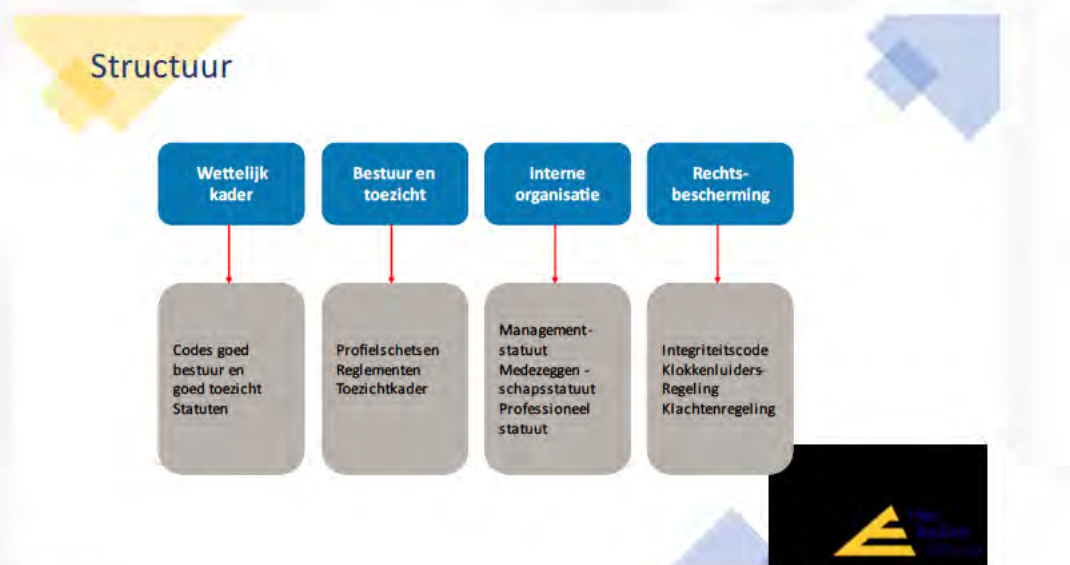 Structuur
Wettelijk
kader
Bestuur en
toezicht
Interne
organisatie
Rechts-
bescherming
Codes goed
bestuur en
goed toezicht
Statuten
Profielschetsen
Reglementen
Toezichtkader
Management-
statuut
Medezeggen -
schapsstatuut
Professioneel
statuut
Integriteitscode
Klokkenluiders-
Regeling
Klachtenregeling